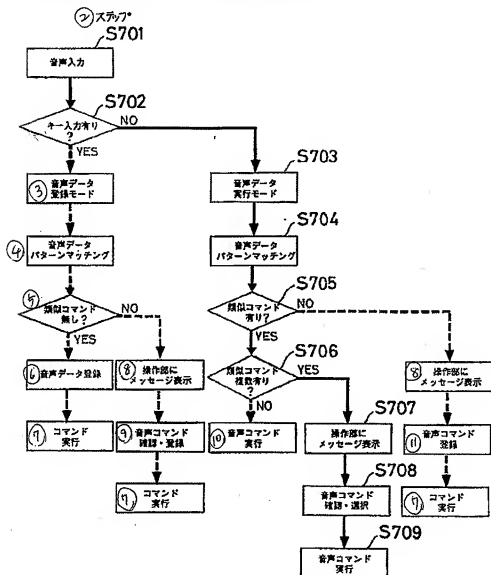 ② ステップ
S701
音声入力
S702
キー入力有り
?
NO
YES
S703
③ 音声データ
登録モード
音声データ
実行モード
S704
④ 音声データ
パターンマッチング
音声データ
パターンマッチング
S705
⑤ 類似コマンド
無し?
NO
YES
類似コマンド
有り?
NO
YES
S706
⑥ 音声データ登録
⑧ 操作部に
メッセージ表示
類似コマンド
複数有り
?
YES
NO
⑧ 操作部に
メッセージ表示
S707
⑦ コマンド
実行
⑨ 音声コマンド
確認・登録
⑩ 音声コマンド
実行
操作部に
メッセージ表示
⑪ 音声コマンド
登録
S708
⑦ コマンド
実行
音声コマンド
確認・選択
⑦ コマンド
実行
S709
音声コマンド
実行